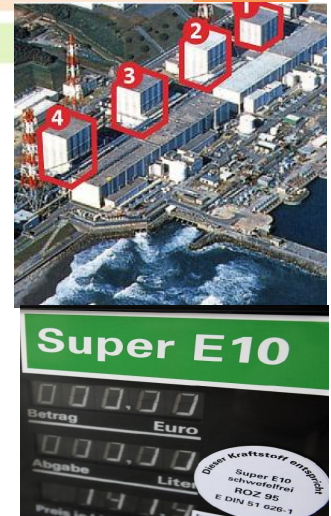 1
2
3
4
Super E10
000,00
Betrag
Euro
000,00
Abgabe
Liter
1414
Dieser Kraftstoff entspricht
Super E10
schwefelfrei
ROZ 95
E DIN 51 626-1